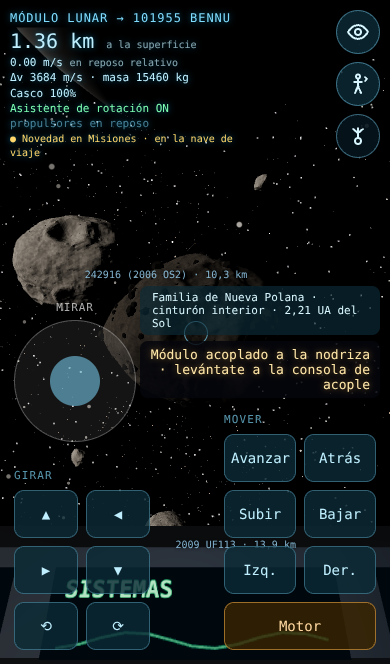 MÓDULO LUNAR → 101955 BENNU
1.36 km a la superficie
0.00 m/s en reposo relativo
Δv 3684 m/s · masa 15460 kg
Casco 100%
Asistente de rotación ON
propulsores en reposo
● Novedad en Misiones · en la nave de
viaje
242916 (2006 OS2) · 10,3 km
Familia de Nueva Polana ·
cinturón interior · 2,21 UA del
Sol
MIRAR
Módulo acoplado a la nodriza
· levántate a la consola de
acople
MOVER
Avanzar Atrás
GIRAR
▲ ◀ Subir Bajar
2009 UF113 · 13,9 km
▶ ▼ Izq. Der.
SISTEMAS
⟲ ⟳ Motor